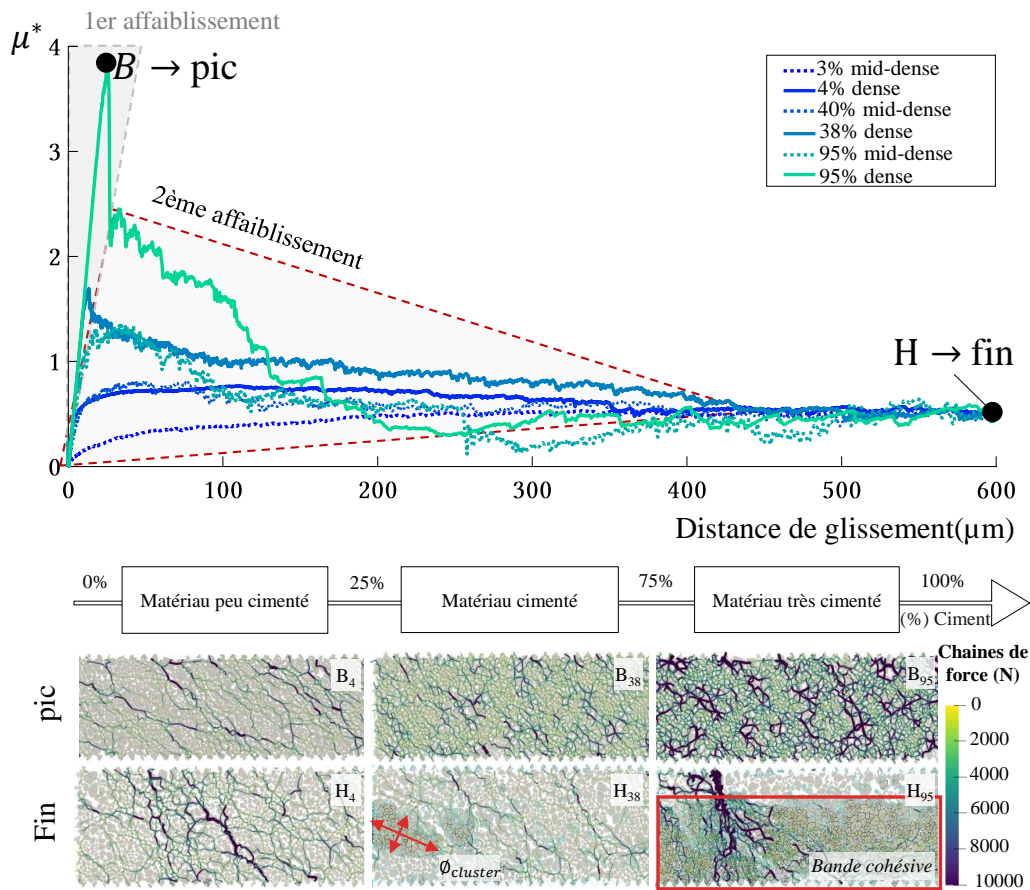 1er affaiblissement
μ*
4
B → pic
3% mid-dense
4% dense
40% mid-dense
38% dense
95% mid-dense
95% dense
3
2ème affaiblissement
2
1
H → fin
0
0
100
200
300
400
500
600
Distance de glissement(µm)
0%
Matériau peu cimenté
25%
Matériau cimenté
75%
Matériau très cimenté
100%
(%) Ciment
pic
B4
B38
B95
Chaines de
force (N)
0
2000
4000
6000
8000
10000
Fin
H4
H38
H95
∅cluster
Bande cohésive